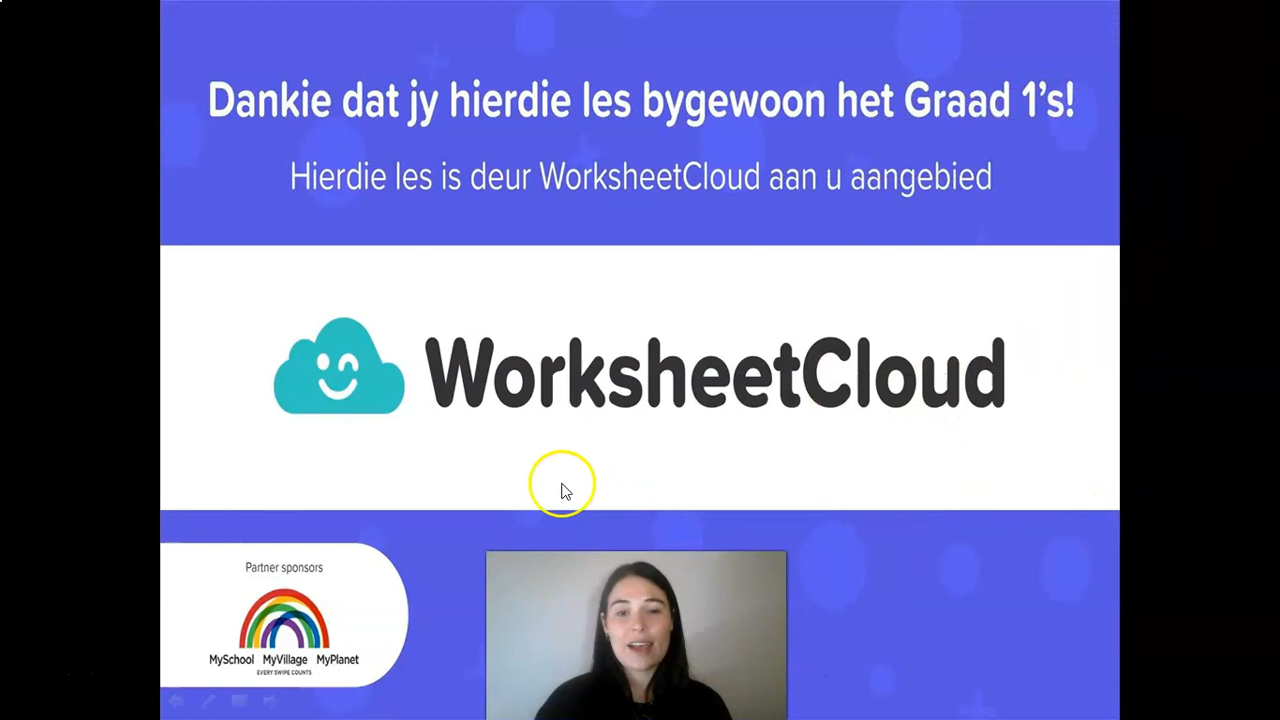 Dankie dat jy hierdie les bygewoon het Graad 1’s!
Hierdie les is deur WorksheetCloud aan u aangebied
WorksheetCloud
Partner sponsors
MySchool MyVillage MyPlanet
EVERY SWIPE COUNTS